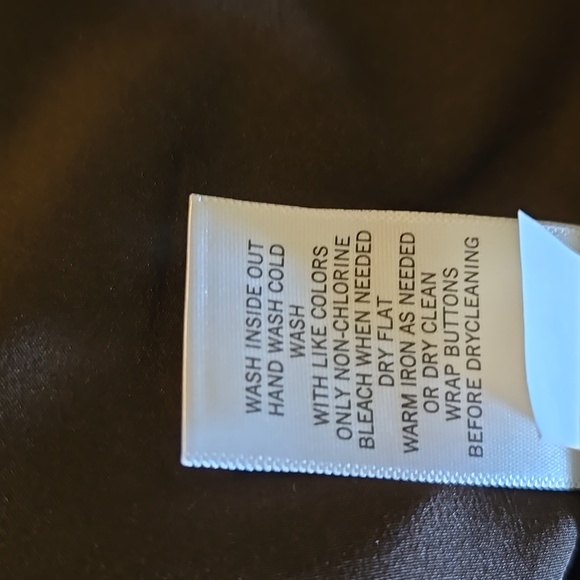 WASH INSIDE OUT
HAND WASH COLD
WASH
WITH LIKE COLORS
ONLY NON-CHLORINE
BLEACH WHEN NEEDED
DRY FLAT
WARM IRON AS NEEDED
OR DRY CLEAN
WRAP BUTTONS
BEFORE DRYCLEANING